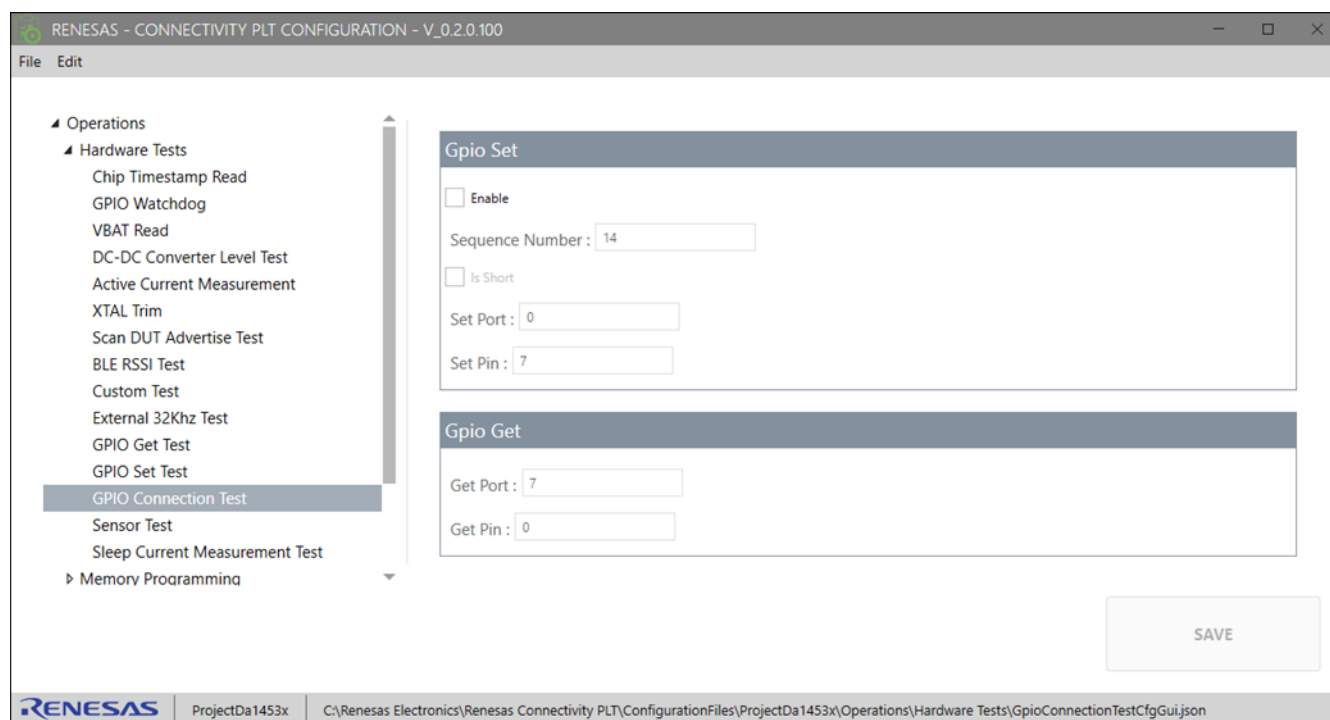 RENESAS - CONNECTIVITY PLT CONFIGURATION - V_0.2.0.100
File Edit
Operations
Hardware Tests
Chip Timestamp Read
GPIO Watchdog
VBAT Read
DC-DC Converter Level Test
Active Current Measurement
XTAL Trim
Scan DUT Advertise Test
BLE RSSI Test
Custom Test
External 32Khz Test
GPIO Get Test
GPIO Set Test
GPIO Connection Test
Sensor Test
Sleep Current Measurement Test
Memory Programming
Gpio Set
Enable
Sequence Number : 14
Is Short
Set Port : 0
Set Pin : 7
Gpio Get
Get Port : 7
Get Pin : 0
SAVE
RENESAS ProjectDa1453x C:\Renesas Electronics\Renesas Connectivity PLT\ConfigurationFiles\ProjectDa1453x\Operations\Hardware Tests\GpioConnectionTestCfgGui.json